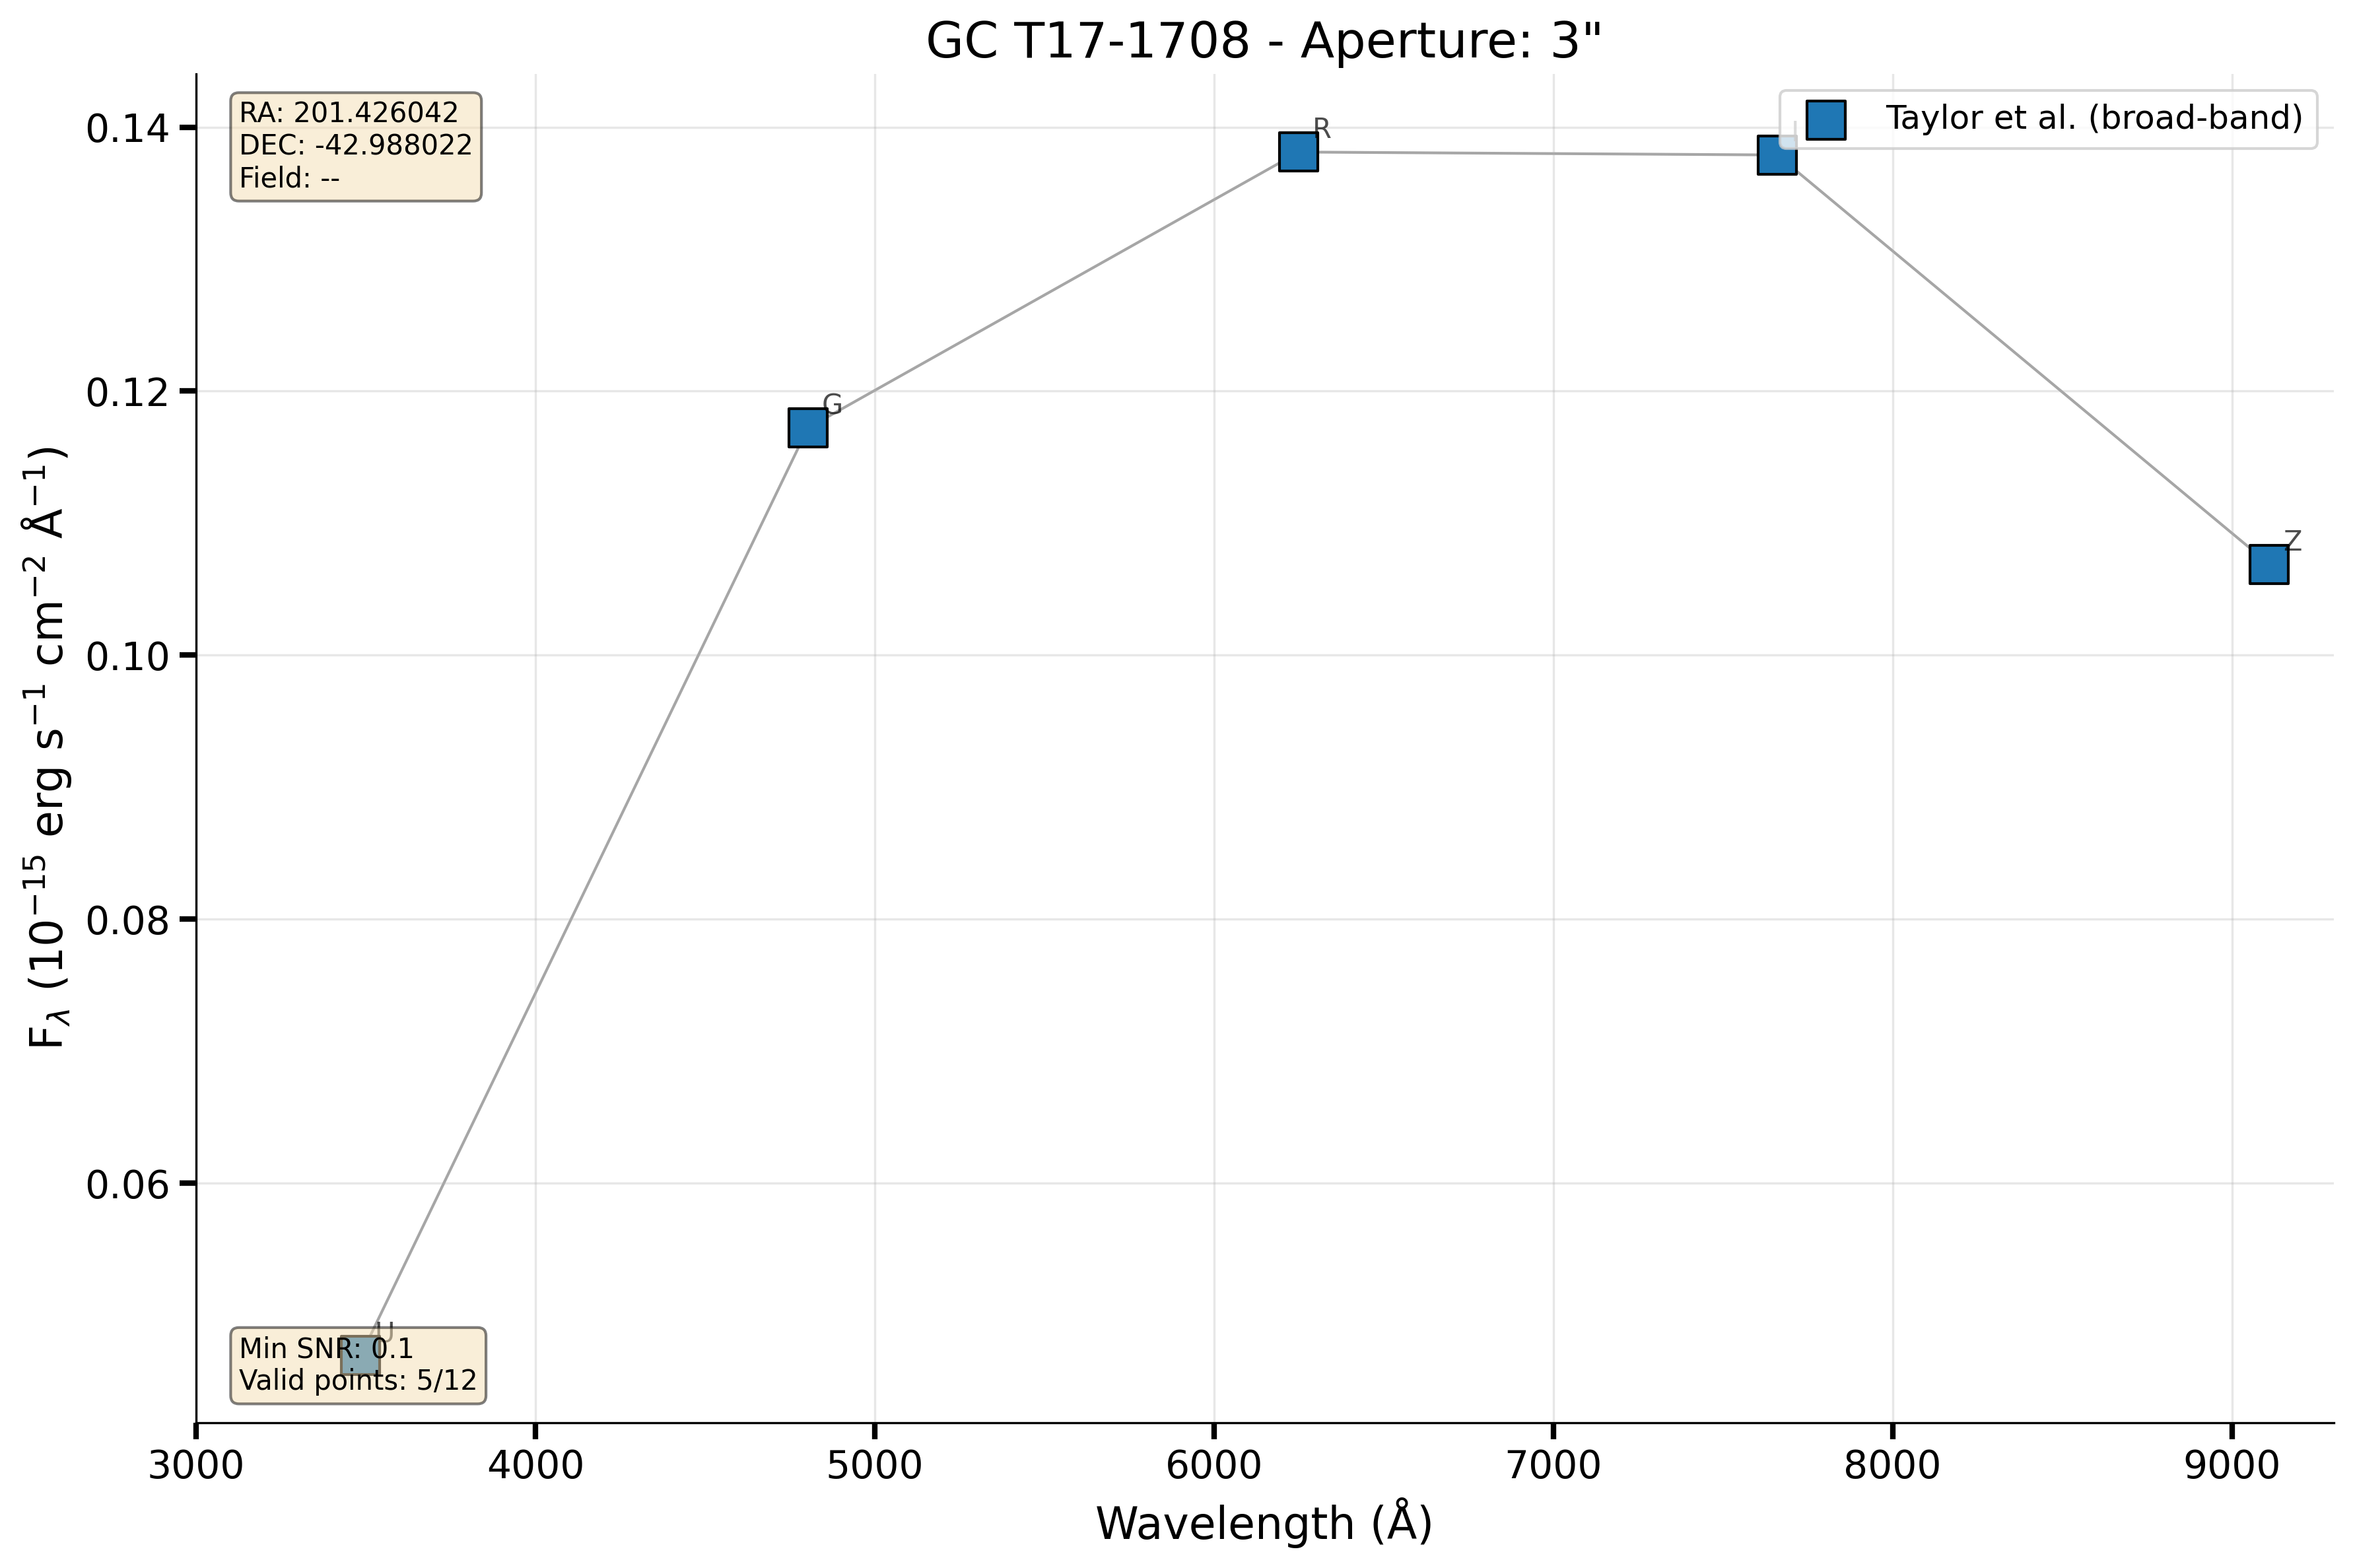 GC T17-1708 - Aperture: 3"
RA: 201.426042
DEC: -42.988022
Field: --
Taylor et al. (broad-band)
0.14
0.12
0.10
0.08
0.06
F_λ (10⁻¹⁵ erg s⁻¹ cm⁻² Å⁻¹)
U
G
R
I
Z
Min SNR: 0.1
Valid points: 5/12
3000 4000 5000 6000 7000 8000 9000
Wavelength (Å)